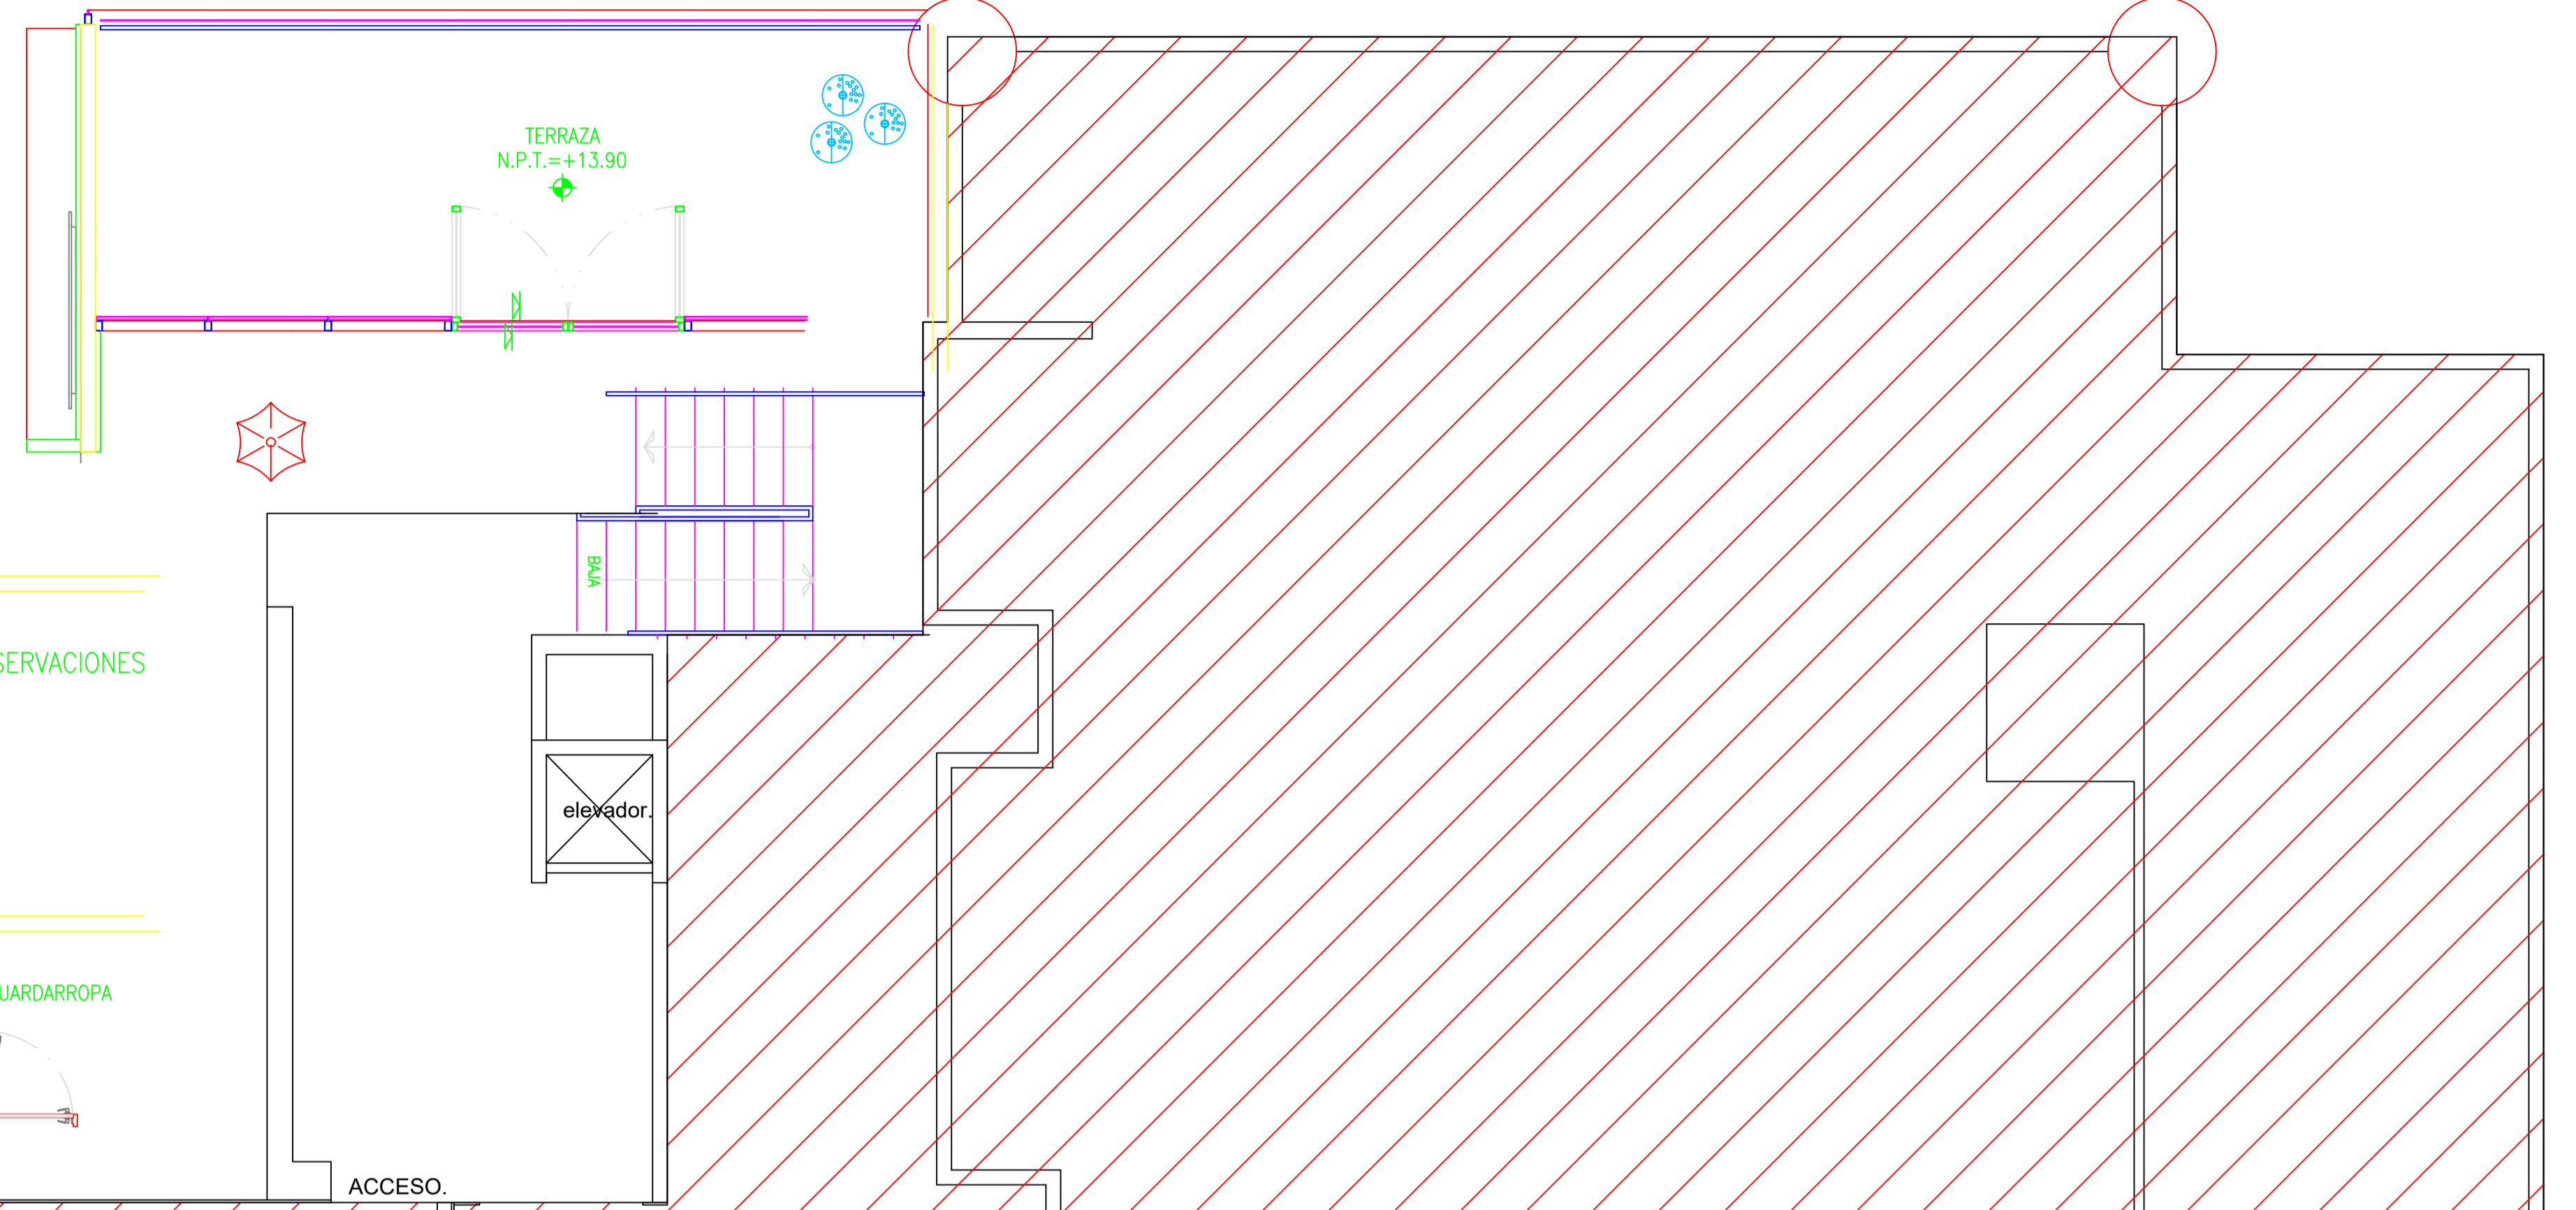 TERRAZA
N.P.T.=+13.90
BAJA
SERVACIONES
elevador.
UARDARROPA
ACCESO.